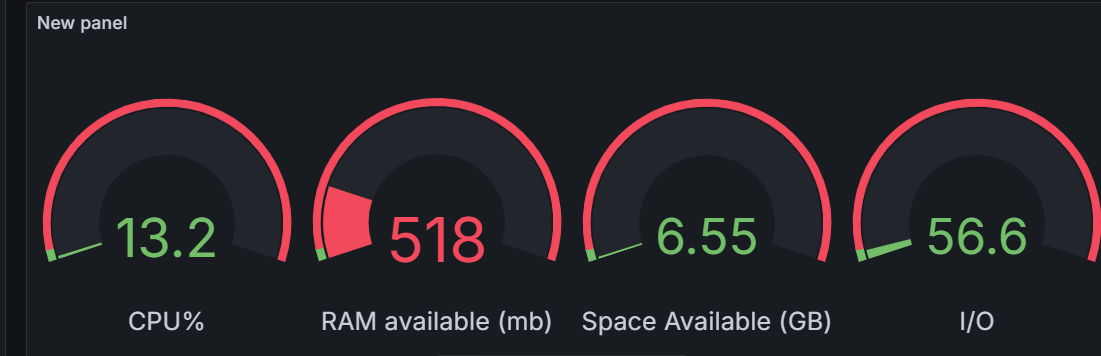 New panel
13.2
518
6.55
56.6
CPU%
RAM available (mb)
Space Available (GB)
I/O